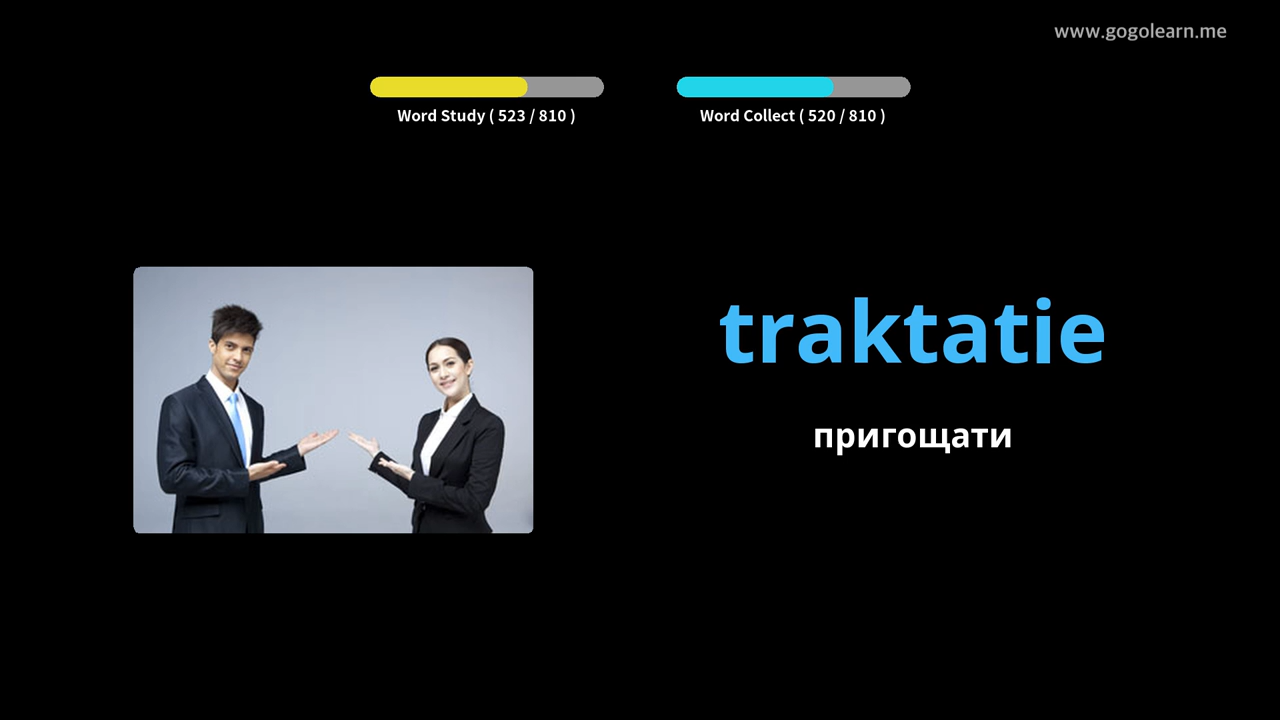 www.gogolearn.me
Word Study ( 523 / 810 )
Word Collect ( 520 / 810 )
traktatie
пригощати